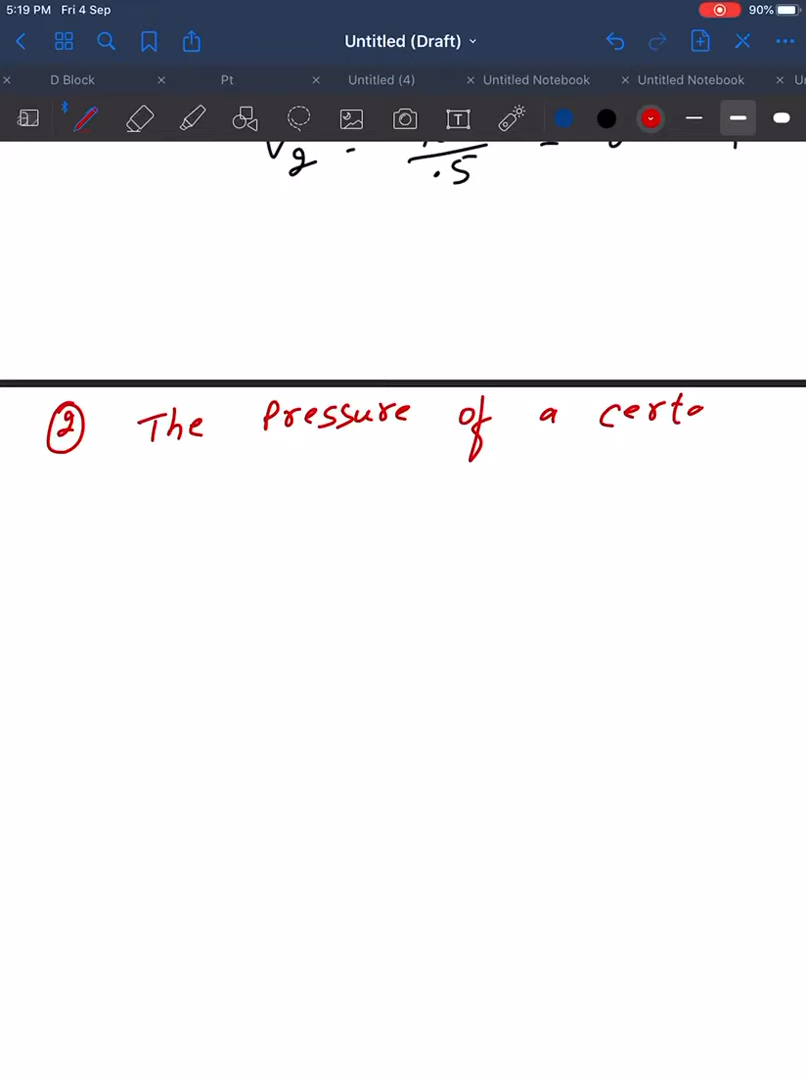 5:19 PM Fri 4 Sep
90%
Untitled (Draft)
D Block
Pt
Untitled (4)
Untitled Notebook
Untitled Notebook
T
V2
.5
② The Pressure of a certa